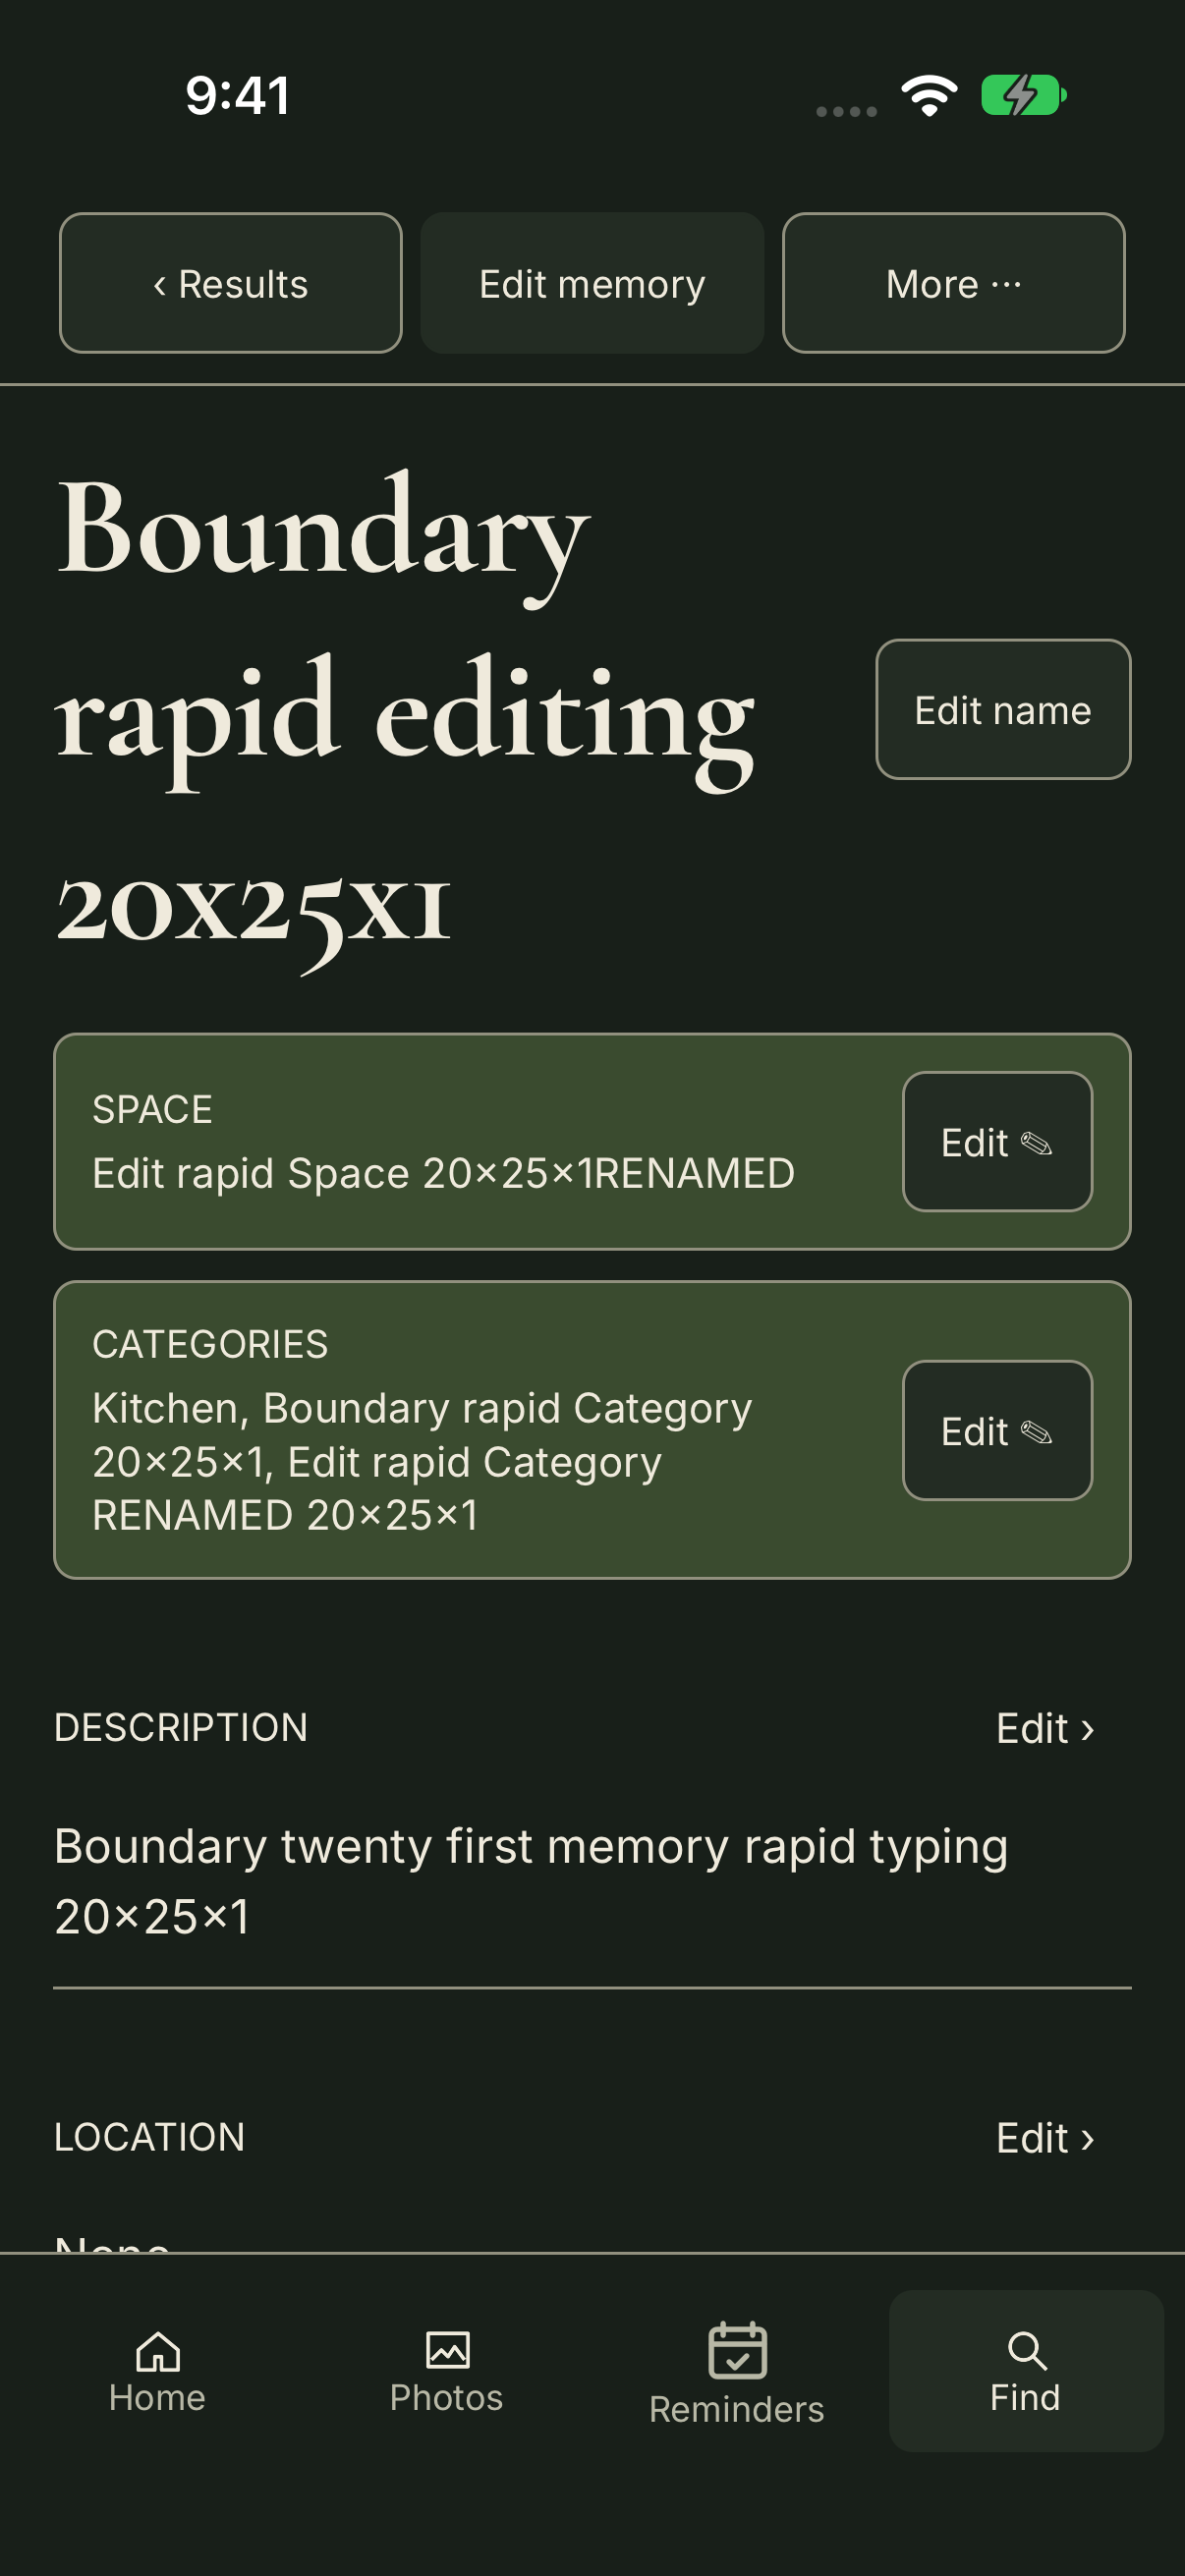 9:41
‹ Results
Edit memory
More ···
Boundary
rapid editing
20x25x1
Edit name
SPACE
Edit rapid Space 20×25×1RENAMED
Edit ✎
CATEGORIES
Kitchen, Boundary rapid Category
20×25×1, Edit rapid Category
RENAMED 20×25×1
Edit ✎
DESCRIPTION
Edit ›
Boundary twenty first memory rapid typing
20×25×1
LOCATION
Edit ›
Home
Photos
Reminders
Find